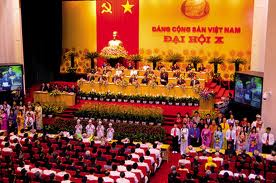 ĐẢNG CỘNG SẢN VIỆT NAM
ĐẠI HỘI X